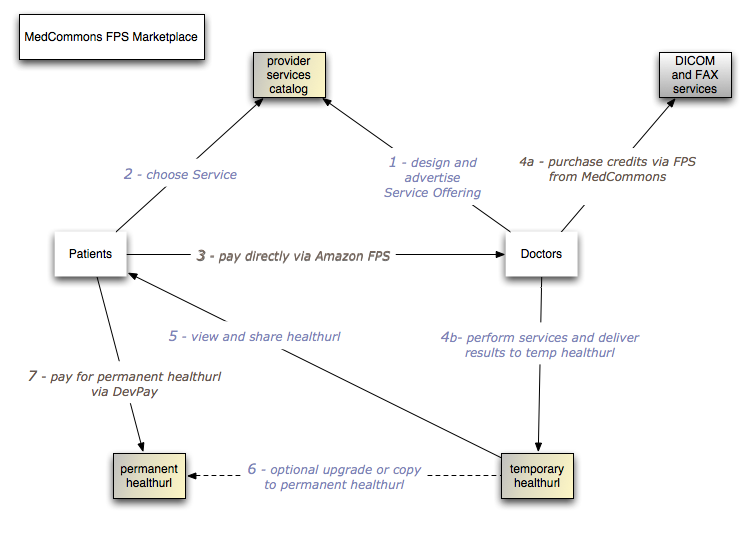 MedCommons FPS Marketplace
provider
services
catalog
DICOM
and FAX
services
2 - choose Service
1 - design and
advertise
Service Offering
4a - purchase credits via FPS
from MedCommons
Patients
3 - pay directly via Amazon FPS
Doctors
5 - view and share healthurl
4b- perform services and deliver
results to temp healthurl
7 - pay for permanent healthurl
via DevPay
permanent
healthurl
6 - optional upgrade or copy
to permanent healthurl
temporary
healthurl